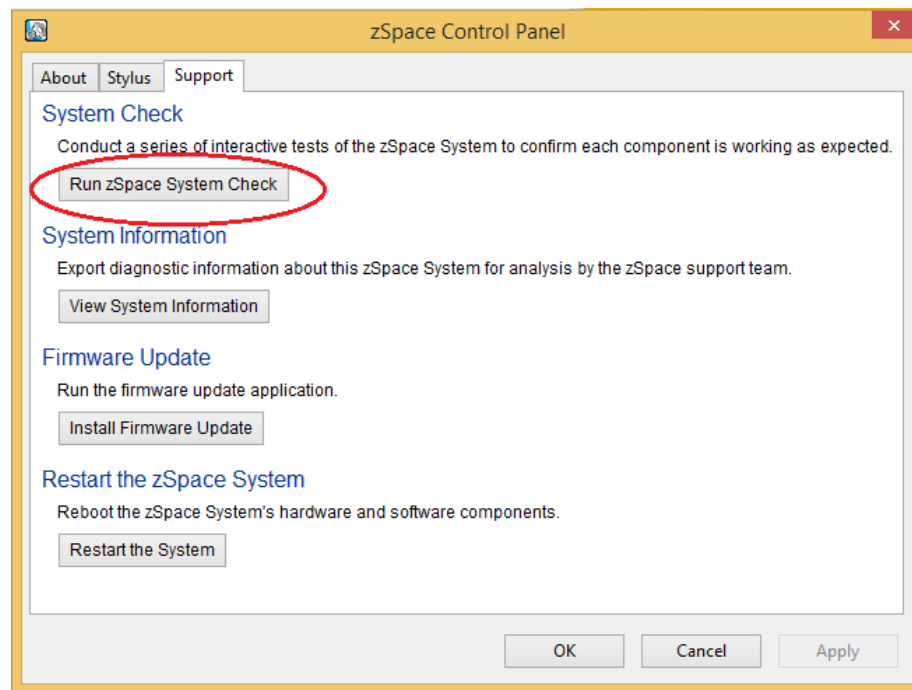 zSpace Control Panel
About Stylus Support
System Check
Conduct a series of interactive tests of the zSpace System to confirm each component is working as expected.
Run zSpace System Check
System Information
Export diagnostic information about this zSpace System for analysis by the zSpace support team.
View System Information
Firmware Update
Run the firmware update application.
Install Firmware Update
Restart the zSpace System
Reboot the zSpace System's hardware and software components.
Restart the System
OK Cancel Apply